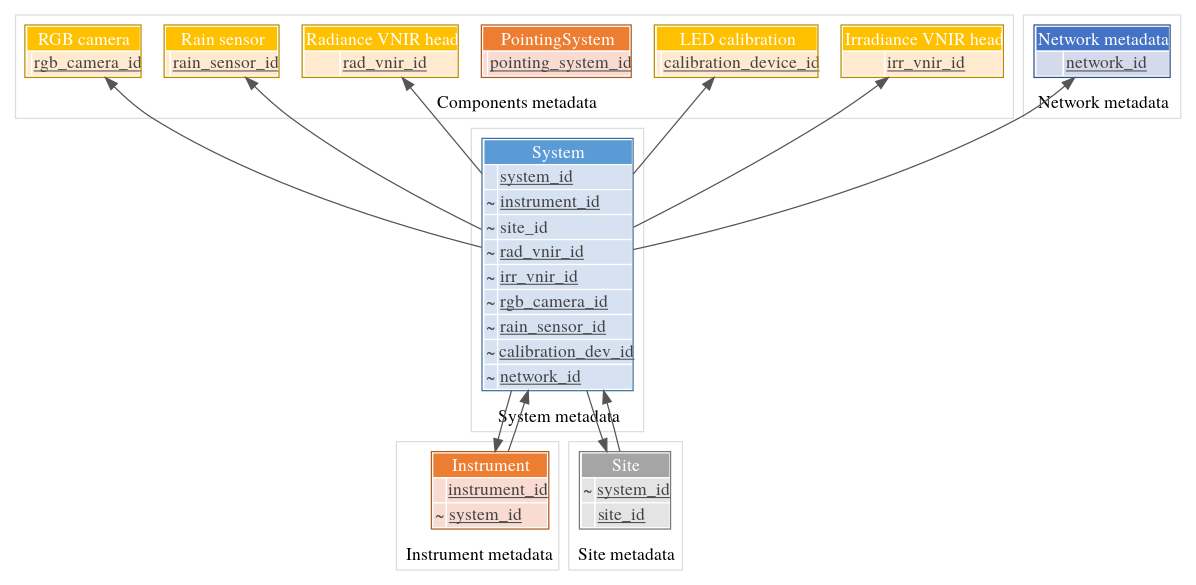 RGB camera
rgb_camera_id
Rain sensor
rain_sensor_id
Radiance VNIR head
rad_vnir_id
PointingSystem
pointing_system_id
LED calibration
calibration_device_id
Irradiance VNIR head
irr_vnir_id
Components metadata
Network metadata
network_id
Network metadata
System
system_id
~ instrument_id
~ site_id
~ rad_vnir_id
~ irr_vnir_id
~ rgb_camera_id
~ rain_sensor_id
~ calibration_dev_id
~ network_id
System metadata
Instrument
instrument_id
~ system_id
Instrument metadata
Site
~ system_id
site_id
Site metadata